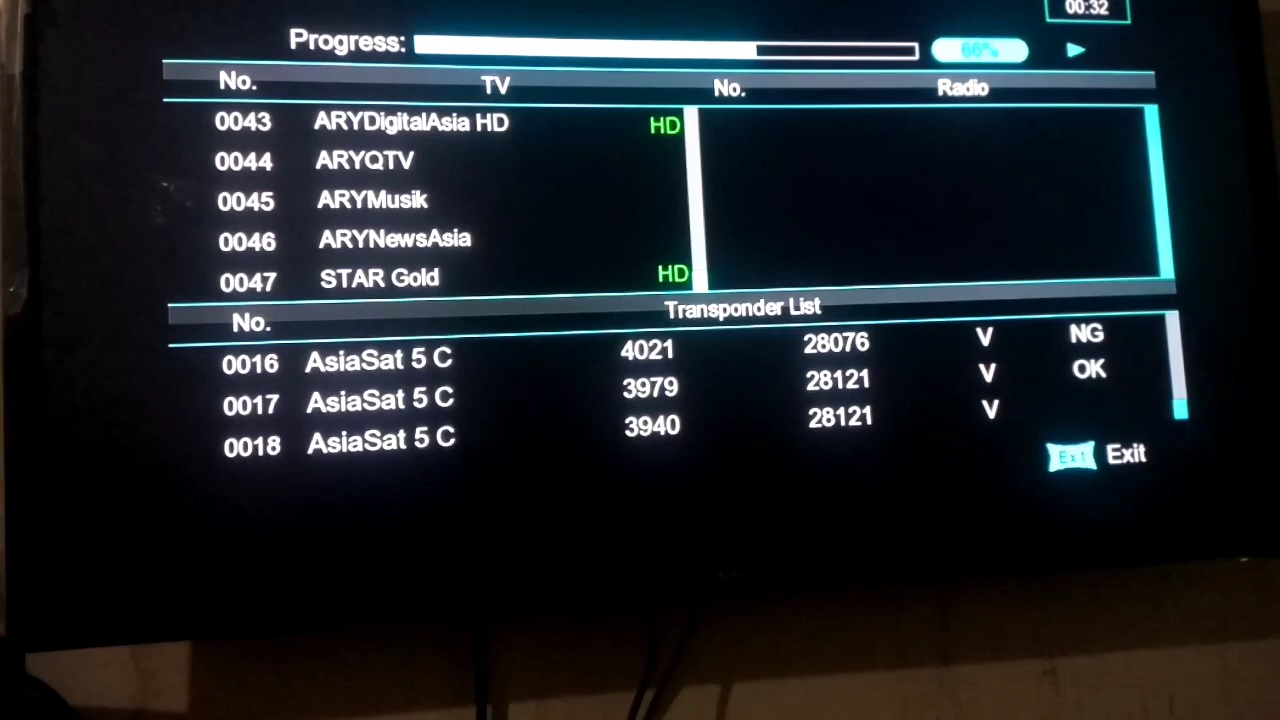 00:32
Progress: 66%
No. TV No. Radio
0043 ARYDigitalAsia HD HD
0044 ARYQTV
0045 ARYMusik
0046 ARYNewsAsia
0047 STAR Gold HD
No. Transponder List
0016 AsiaSat 5 C 4021 28076 V NG
0017 AsiaSat 5 C 3979 28121 V OK
0018 AsiaSat 5 C 3940 28121 V
Exit Exit